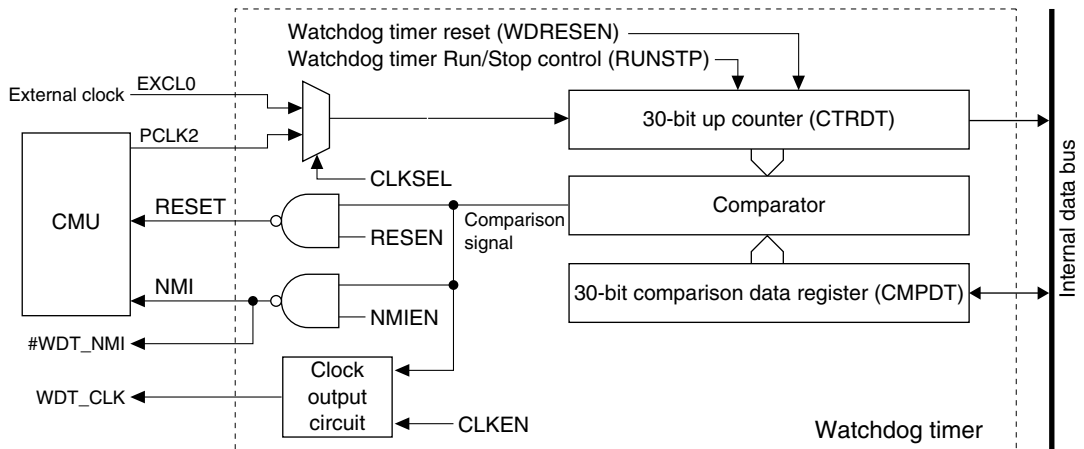 Watchdog timer reset (WDRESEN)
Watchdog timer Run/Stop control (RUNSTP)
External clock
EXCL0
PCLK2
30-bit up counter (CTRDT)
CLKSEL
CMU
RESET
RESEN
Comparison
signal
Comparator
NMI
NMIEN
30-bit comparison data register (CMPDT)
#WDT_NMI
WDT_CLK
Clock
output
circuit
CLKEN
Watchdog timer
Internal data bus